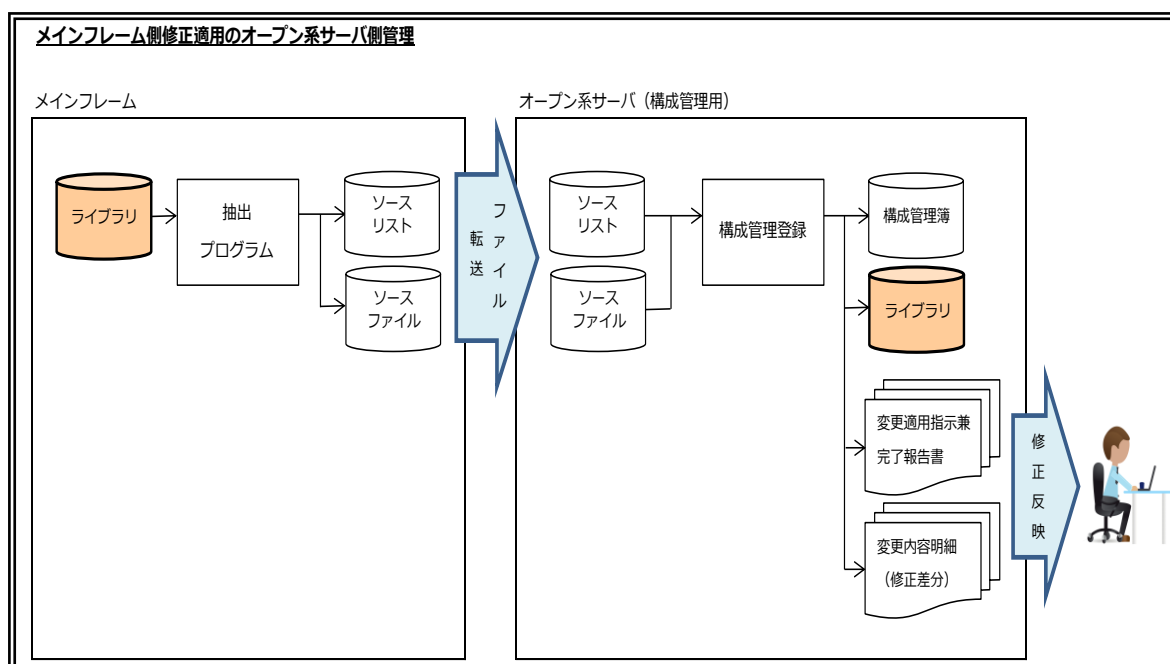 メインフレーム側修正適用のオープン系サーバ側管理
メインフレーム
オープン系サーバ（構成管理用）
ライブラリ
抽出
プログラム
ソース
リスト
ソース
ファイル
ファイル
転送
ソース
リスト
ソース
ファイル
構成管理登録
構成管理簿
ライブラリ
変更適用指示兼
完了報告書
変更内容明細
（修正差分）
修正反映